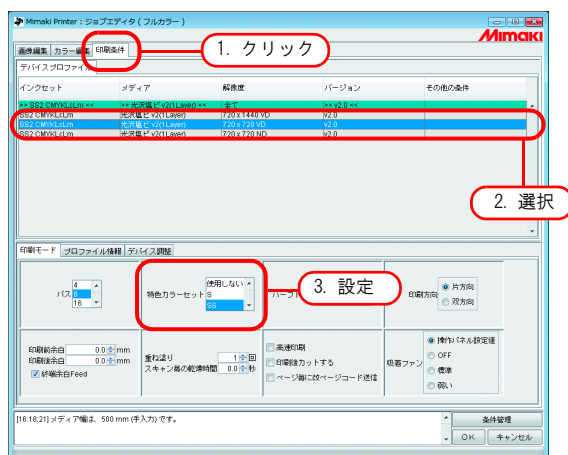 Mimaki Printer : ジョブエディタ ( フルカラー )
Mimaki
画像編集 カラー編集 印刷条件
1. クリック
デバイスプロファイル
インクセット メディア 解像度 バージョン その他の条件
>> SS2 CMYKLcLm << >> 光沢塩ビ v2(1Layer) << 全て >> v2.0 <<
SS2 CMYKLcLm 光沢塩ビ v2(1Layer) 720 x 1440 VD v2.0
SS2 CMYKLcLm 光沢塩ビ v2(1Layer) 720 x 720 VD v2.0
SS2 CMYKLcLm 光沢塩ビ v2(1Layer) 720 x 720 ND v2.0
2. 選択
印刷モード プロファイル情報 デバイス調整
パス 4
8
16
特色カラーセット 使用しない
S
SS
3. 設定
印刷方向 片方向
双方向
印刷前余白 0.0 mm
印刷後余白 0.0 mm
終端余白Feed
重ね塗り 1 回
スキャン毎の乾燥時間 0.0 秒
高速印刷
印刷後カットする
ページ毎に改ページコード送信
吸着ファン 操作パネル設定値
OFF
標準
弱い
[16:18:21] メディア幅は、500 mm (手入力) です。
条件管理
OK キャンセル